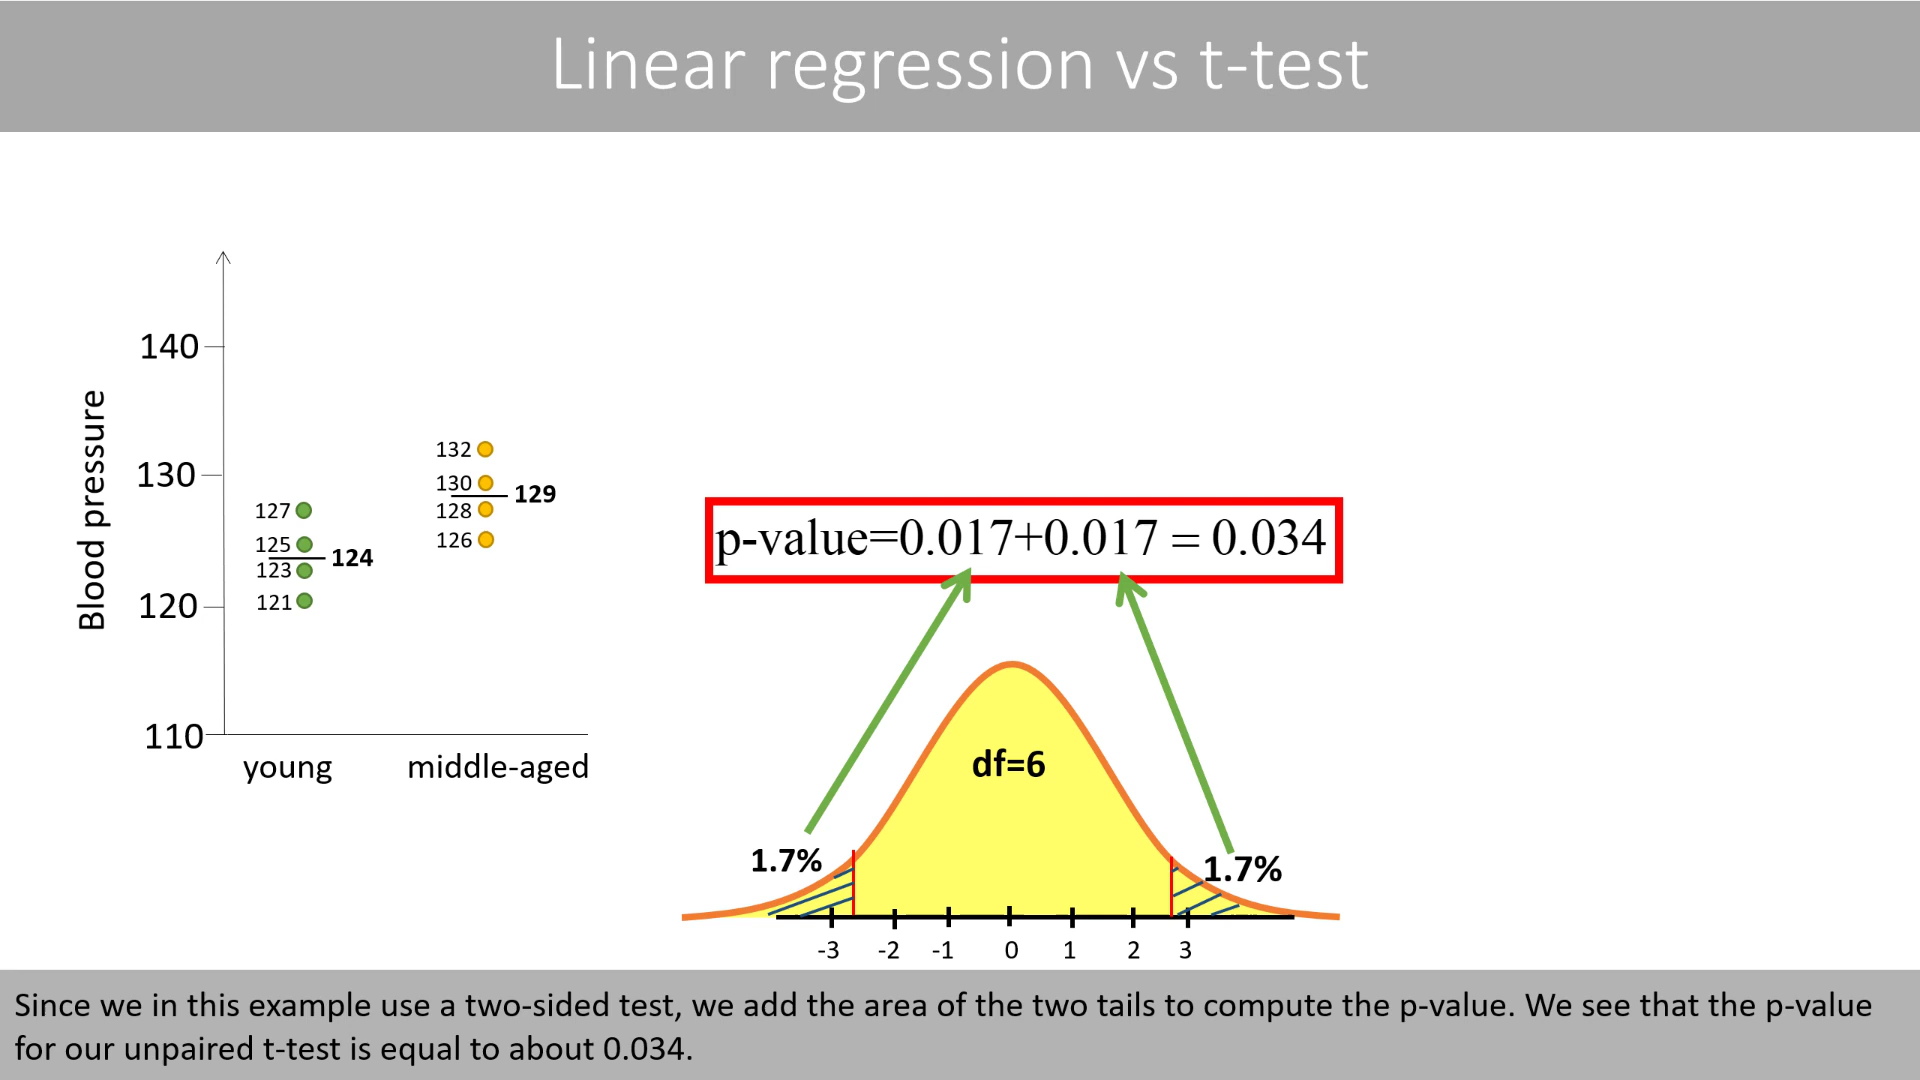 Linear regression vs t-test
Blood pressure
140
130
120
110
127
125
123
121
124
132
130
128
126
129
young
middle-aged
p-value=0.017+0.017 = 0.034
df=6
1.7%
1.7%
-3 -2 -1 0 1 2 3
Since we in this example use a two-sided test, we add the area of the two tails to compute the p-value. We see that the p-value
for our unpaired t-test is equal to about 0.034.